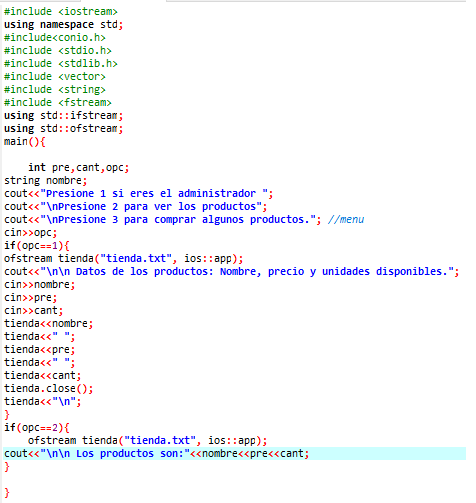 #include <iostream>
using namespace std;
#include<conio.h>
#include <stdio.h>
#include <stdlib.h>
#include <vector>
#include <string>
#include <fstream>
using std::ifstream;
using std::ofstream;
main(){
int pre,cant,opc;
string nombre;
cout<<"Presione 1 si eres el administrador ";
cout<<"\nPresione 2 para ver los productos";
cout<<"\nPresione 3 para comprar algunos productos."; //menu
cin>>opc;
if(opc==1){
ofstream tienda("tienda.txt", ios::app);
cout<<"\n\n Datos de los productos: Nombre, precio y unidades disponibles.";
cin>>nombre;
cin>>pre;
cin>>cant;
tienda<<nombre;
tienda<<" ";
tienda<<pre;
tienda<<" ";
tienda<<cant;
tienda.close();
tienda<<"\n";
}
if(opc==2){
ofstream tienda("tienda.txt", ios::app);
cout<<"\n\n Los productos son:"<<nombre<<pre<<cant;
}
}